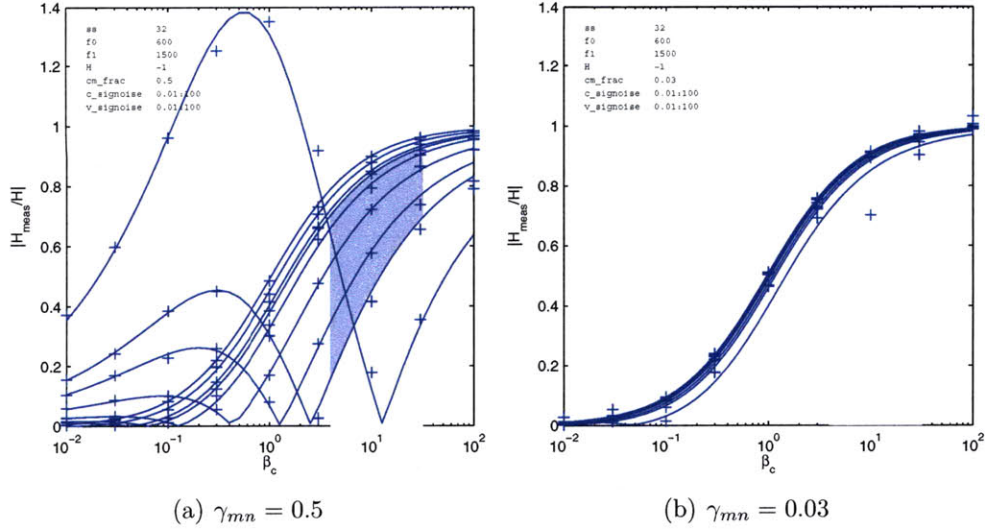 1.4
1.2
1
0.8
0.6
0.4
0.2
0
|H_meas/H|
ss 32
f0 600
f1 1500
H -1
cm_frac 0.5
c_signoise 0.01:100
v_signoise 0.01:100
10^-2 10^-1 10^0 10^1 10^2
β_c
(a) γ_mn = 0.5
1.4
1.2
1
0.8
0.6
0.4
0.2
0
|H_meas/H|
ss 32
f0 600
f1 1500
H -1
cm_frac 0.03
c_signoise 0.01:100
v_signoise 0.01:100
10^-2 10^-1 10^0 10^1 10^2
β_c
(b) γ_mn = 0.03